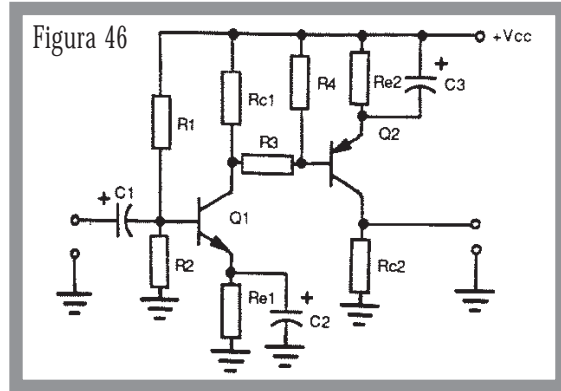 Figura 46
+Vcc
Rc1
R4
Re2
+
C3
R1
Q2
R3
+
C1
Q1
R2
Rc2
Re1
+
C2